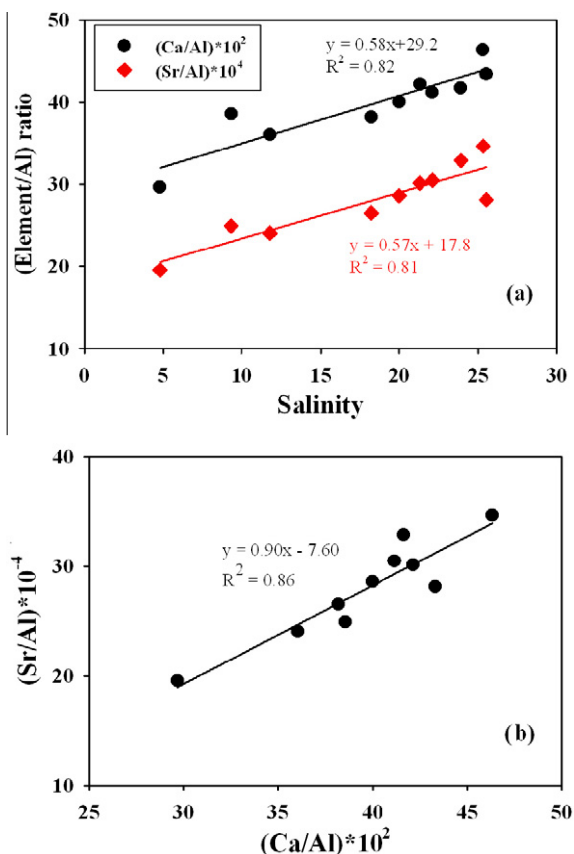 50
(Ca/Al)*10²
(Sr/Al)*10⁴
y = 0.58x+29.2
R² = 0.82
40
30
20
10
y = 0.57x + 17.8
R² = 0.81
(a)
(Element/Al) ratio
0 5 10 15 20 25 30
Salinity
40
30
20
10
y = 0.90x - 7.60
R² = 0.86
(b)
(Sr/Al)*10⁻⁴
25 30 35 40 45 50
(Ca/Al)*10²